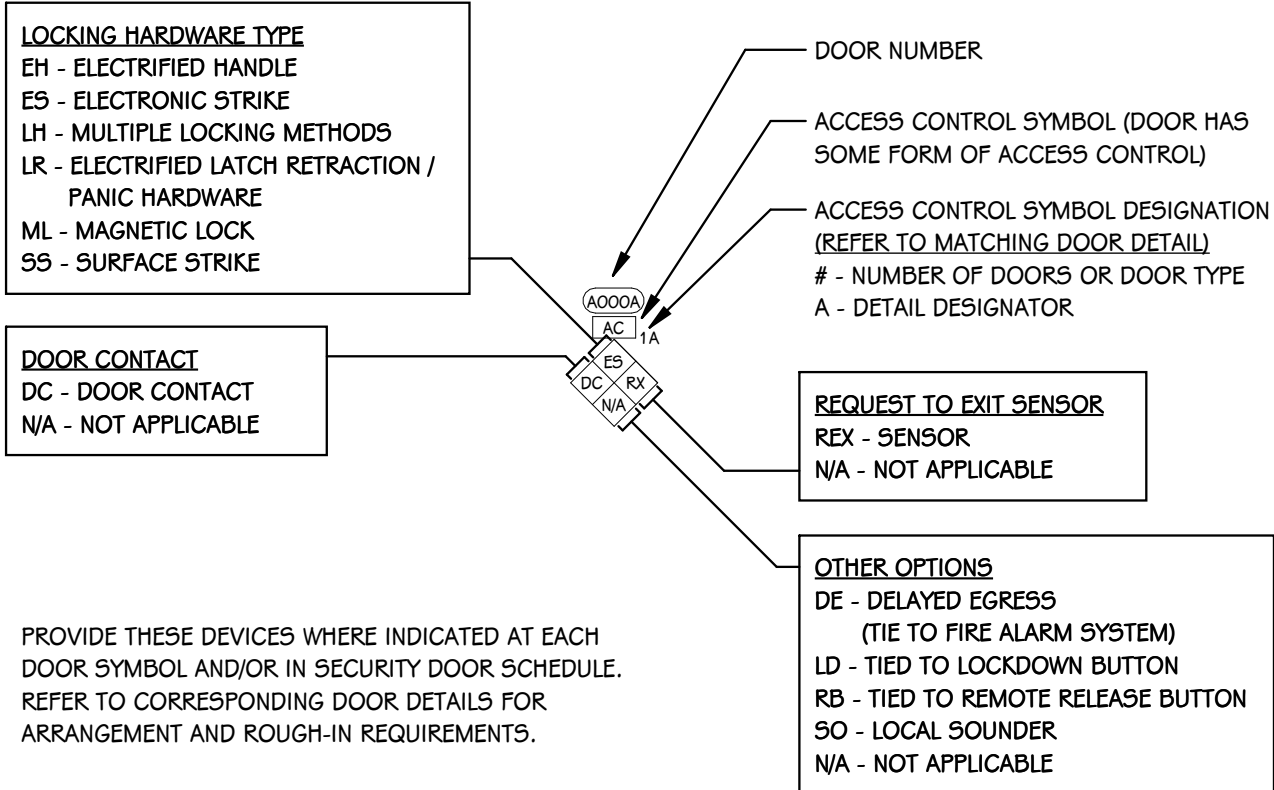 LOCKING HARDWARE TYPE
EH - ELECTRIFIED HANDLE
ES - ELECTRONIC STRIKE
LH - MULTIPLE LOCKING METHODS
LR - ELECTRIFIED LATCH RETRACTION /
PANIC HARDWARE
ML - MAGNETIC LOCK
SS - SURFACE STRIKE
DOOR CONTACT
DC - DOOR CONTACT
N/A - NOT APPLICABLE
DOOR NUMBER
ACCESS CONTROL SYMBOL (DOOR HAS
SOME FORM OF ACCESS CONTROL)
ACCESS CONTROL SYMBOL DESIGNATION
(REFER TO MATCHING DOOR DETAIL)
# - NUMBER OF DOORS OR DOOR TYPE
A - DETAIL DESIGNATOR
A000A
AC
1A
ES
DC RX
N/A
REQUEST TO EXIT SENSOR
REX - SENSOR
N/A - NOT APPLICABLE
OTHER OPTIONS
DE - DELAYED EGRESS
(TIE TO FIRE ALARM SYSTEM)
LD - TIED TO LOCKDOWN BUTTON
RB - TIED TO REMOTE RELEASE BUTTON
SO - LOCAL SOUNDER
N/A - NOT APPLICABLE
PROVIDE THESE DEVICES WHERE INDICATED AT EACH
DOOR SYMBOL AND/OR IN SECURITY DOOR SCHEDULE.
REFER TO CORRESPONDING DOOR DETAILS FOR
ARRANGEMENT AND ROUGH-IN REQUIREMENTS.